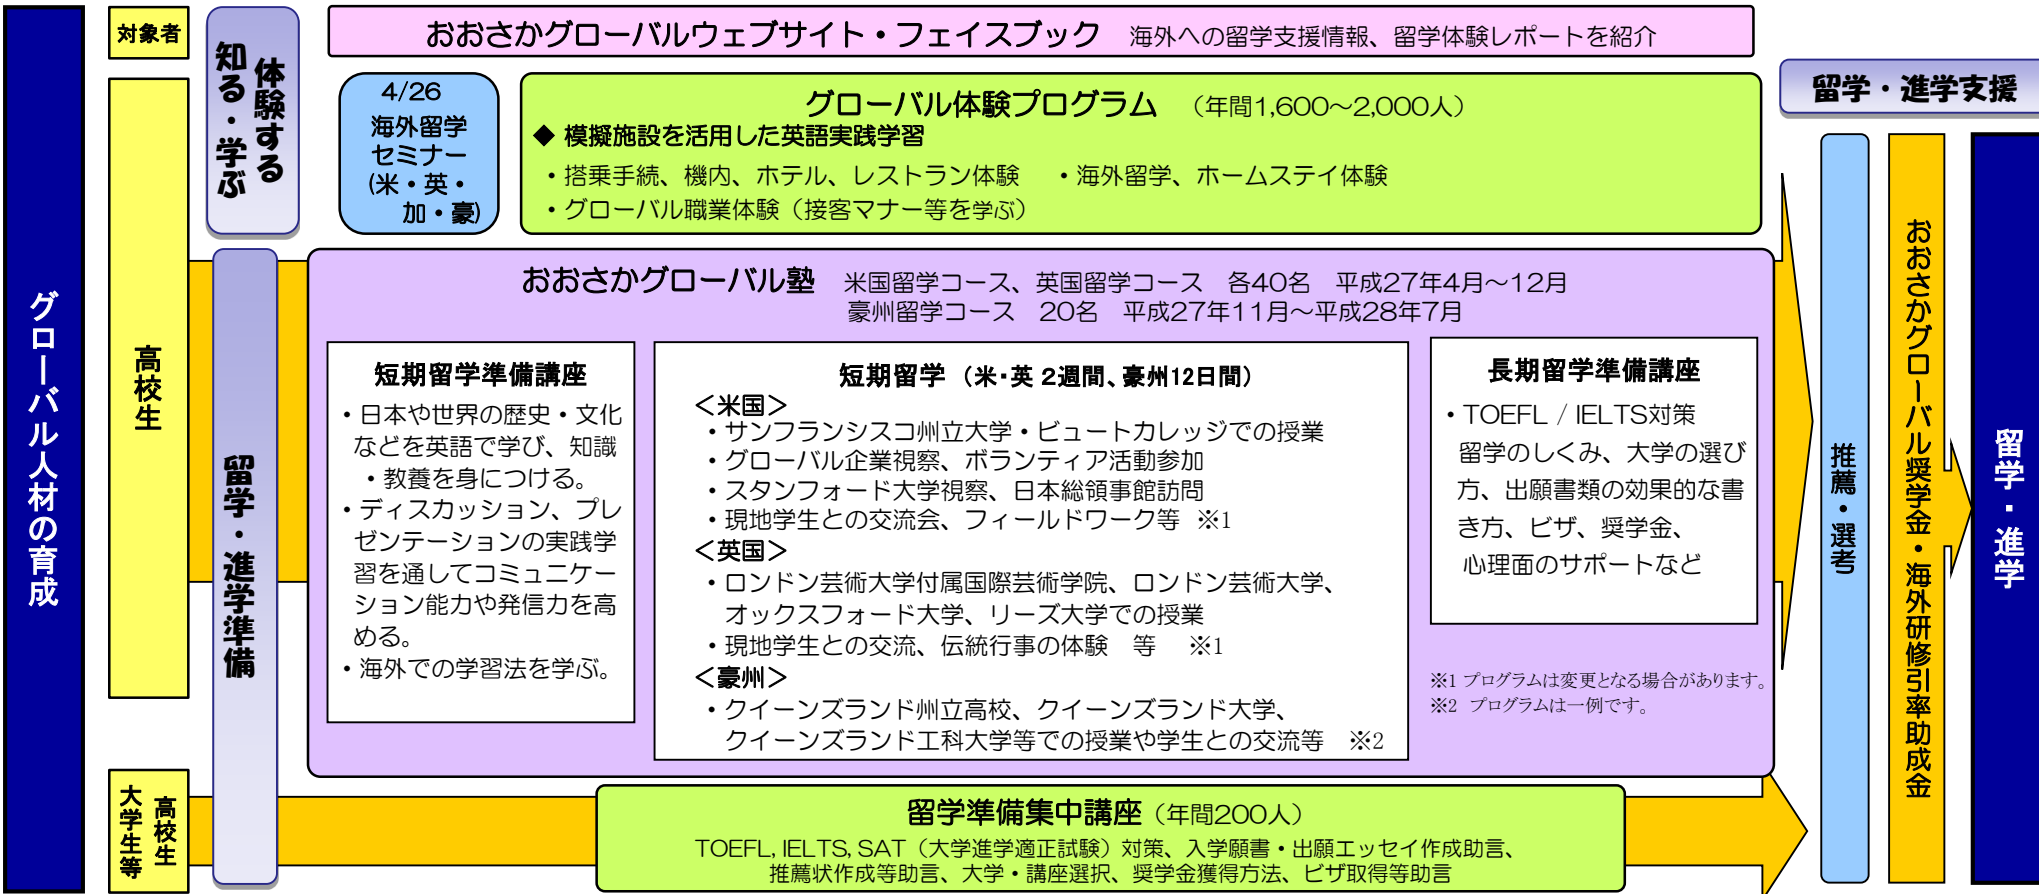 グローバル人材の育成
対象者
高校生
高校生
大学生等
体験する
知る・学ぶ
留学・進学準備
おおさかグローバルウェブサイト・フェイスブック　海外への留学支援情報、留学体験レポートを紹介
4/26
海外留学
セミナー
(米・英・
加・豪)
グローバル体験プログラム　（年間1,600～2,000人）
◆ 模擬施設を活用した英語実践学習
・搭乗手続、機内、ホテル、レストラン体験　・海外留学、ホームステイ体験
・グローバル職業体験（接客マナー等を学ぶ）
おおさかグローバル塾　米国留学コース、英国留学コース　各40名　平成27年4月～12月
豪州留学コース　20名　平成27年11月～平成28年7月
短期留学準備講座
・日本や世界の歴史・文化
などを英語で学び、知識
・教養を身につける。
・ディスカッション、プレ
ゼンテーションの実践学
習を通してコミュニケー
ション能力や発信力を高
める。
・海外での学習法を学ぶ。
短期留学（米・英 2週間、豪州12日間）
＜米国＞
・サンフランシスコ州立大学・ビュートカレッジでの授業
・グローバル企業視察、ボランティア活動参加
・スタンフォード大学視察、日本総領事館訪問
・現地学生との交流会、フィールドワーク等　※1
＜英国＞
・ロンドン芸術大学付属国際芸術学院、ロンドン芸術大学、
オックスフォード大学、リーズ大学での授業
・現地学生との交流、伝統行事の体験　等　※1
＜豪州＞
・クイーンズランド州立高校、クイーンズランド大学、
クイーンズランド工科大学等での授業や学生との交流等　※2
長期留学準備講座
・TOEFL / IELTS対策
留学のしくみ、大学の選び
方、出願書類の効果的な書
き方、ビザ、奨学金、
心理面のサポートなど
※1 プログラムは変更となる場合があります。
※2 プログラムは一例です。
留学準備集中講座（年間200人）
TOEFL, IELTS, SAT（大学進学適正試験）対策、入学願書・出願エッセイ作成助言、
推薦状作成等助言、大学・講座選択、奨学金獲得方法、ビザ取得等助言
留学・進学支援
推薦・選考
おおさかグローバル奨学金・海外研修引率助成金
留学・進学